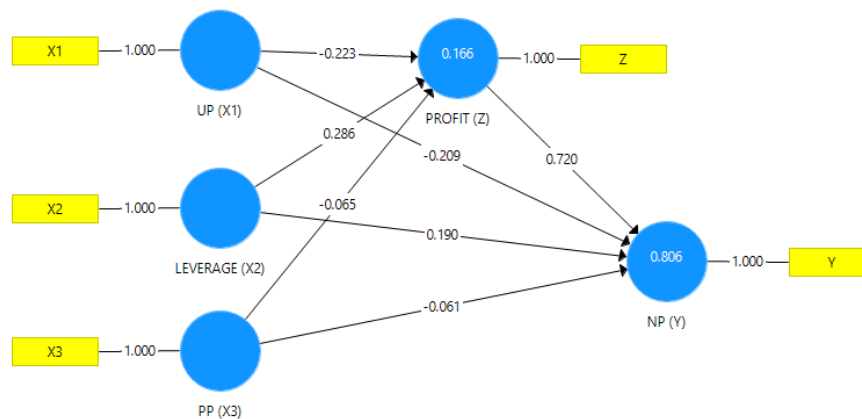 X1
1.000
UP (X1)
-0.223
0.166
PROFIT (Z)
1.000
Z
0.286
-0.209
0.720
X2
1.000
LEVERAGE (X2)
-0.065
0.190
0.806
NP (Y)
1.000
Y
X3
1.000
PP (X3)
-0.061